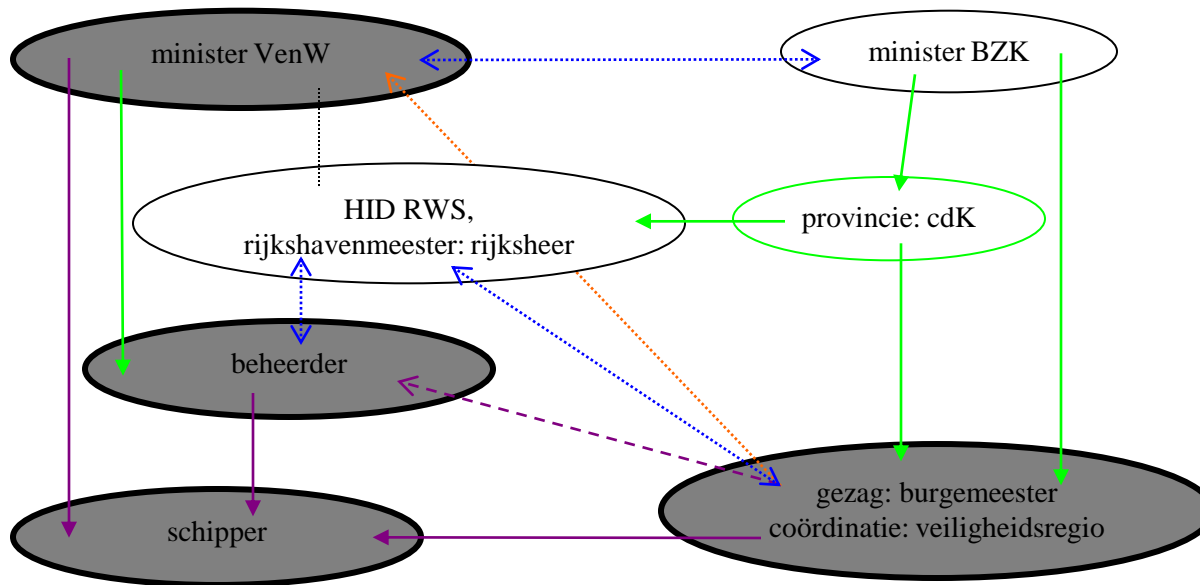 minister VenW
minister BZK
HID RWS,
rijkshavenmeester: rijksheer
provincie: cdK
beheerder
gezag: burgemeester
coördinatie: veiligheidsregio
schipper